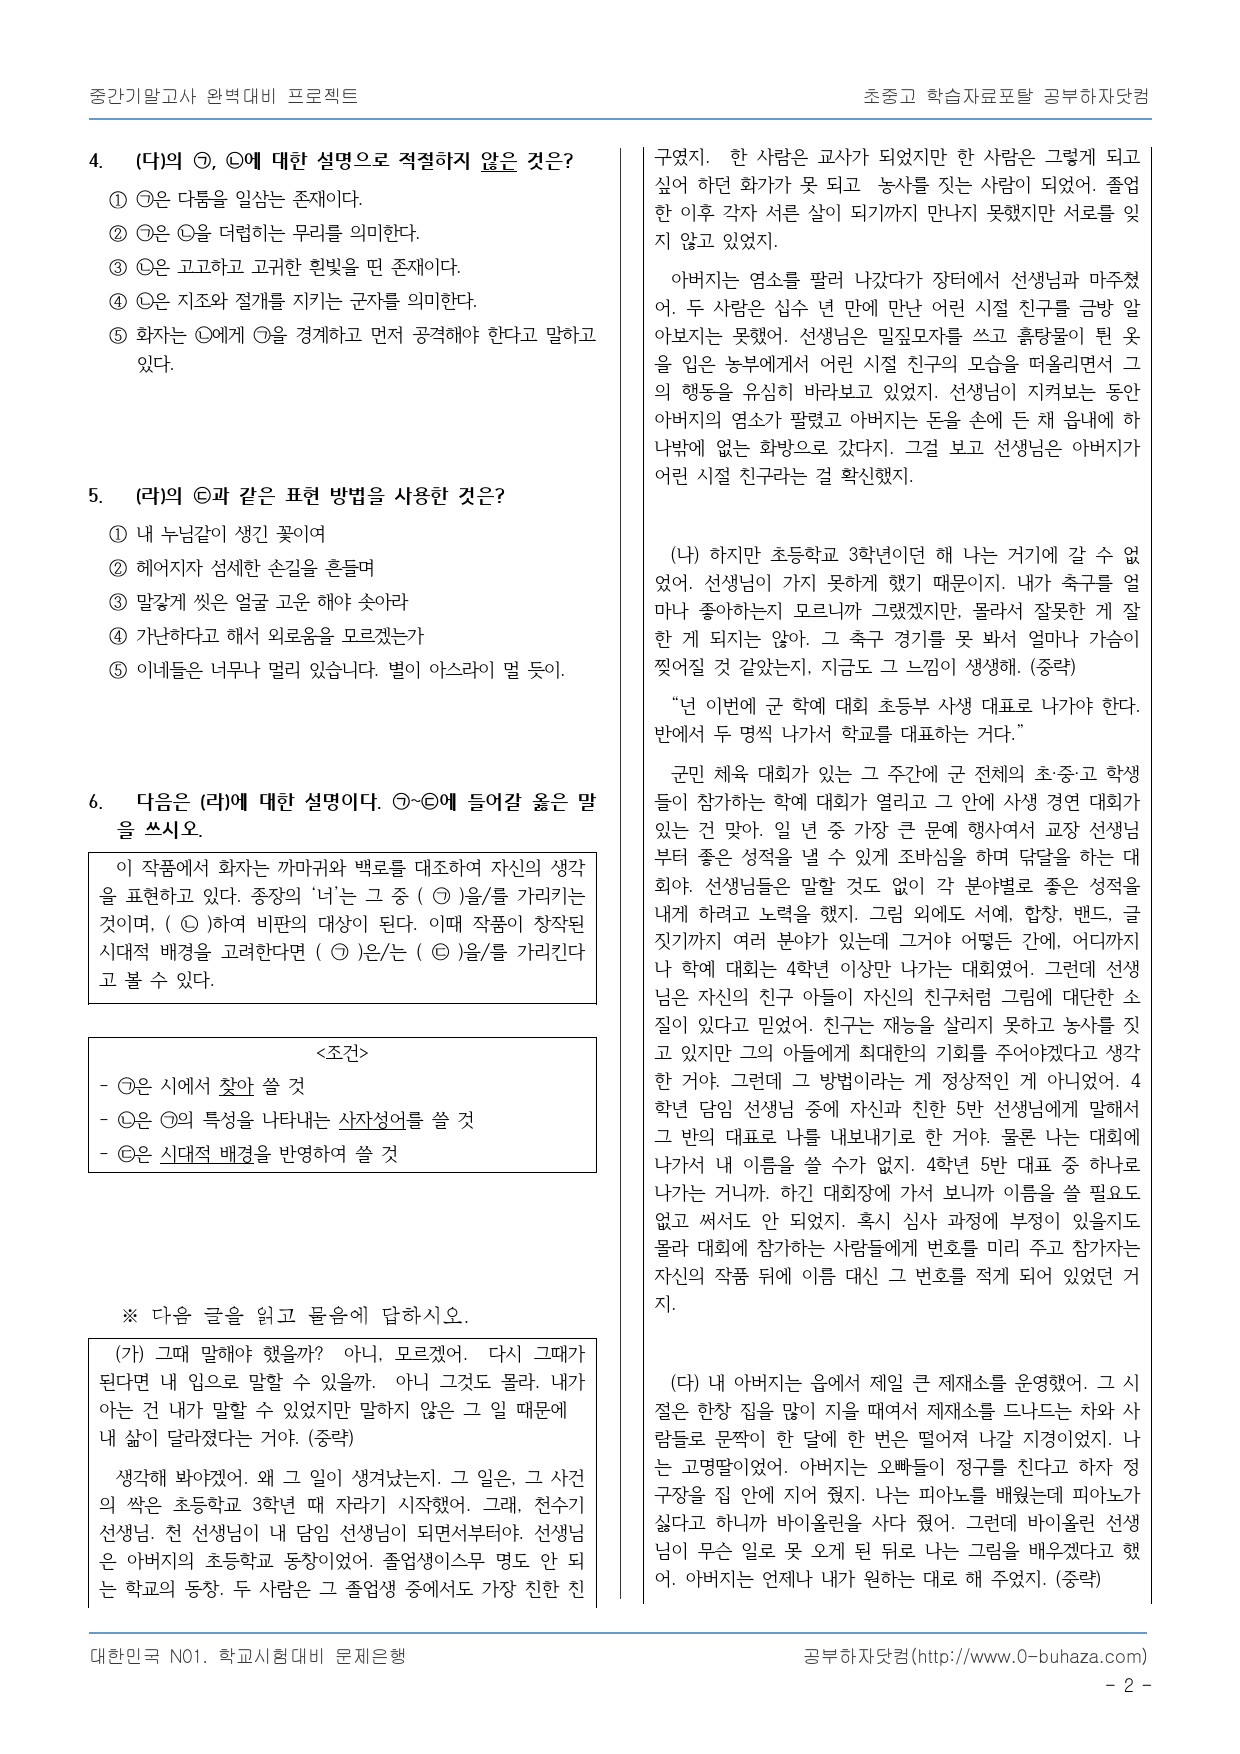 중간기말고사 완벽대비 프로젝트
초중고 학습자료포탈 공부하자닷컴
4. (다)의 ㉠, ㉡에 대한 설명으로 적절하지 않은 것은?
① ㉠은 다툼을 일삼는 존재이다.
② ㉠은 ㉡을 더럽히는 무리를 의미한다.
③ ㉡은 고고하고 고귀한 흰빛을 띤 존재이다.
④ ㉡은 지조와 절개를 지키는 군자를 의미한다.
⑤ 화자는 ㉡에게 ㉠을 경계하고 먼저 공격해야 한다고 말하고
있다.
5. (라)의 ㉢과 같은 표현 방법을 사용한 것은?
① 내 누님같이 생긴 꽃이여
② 헤어지자 섬세한 손길을 흔들며
③ 말갛게 씻은 얼굴 고운 해야 솟아라
④ 가난하다고 해서 외로움을 모르겠는가
⑤ 이네들은 너무나 멀리 있습니다. 별이 아스라이 멀 듯이.
6. 다음은 (라)에 대한 설명이다. ㉠~㉢에 들어갈 옳은 말
을 쓰시오.
이 작품에서 화자는 까마귀와 백로를 대조하여 자신의 생각
을 표현하고 있다. 종장의 ‘너’는 그 중 ( ㉠ )을/를 가리키는
것이며, ( ㉡ )하여 비판의 대상이 된다. 이때 작품이 창작된
시대적 배경을 고려한다면 ( ㉠ )은/는 ( ㉢ )을/를 가리킨다
고 볼 수 있다.
<조건>
- ㉠은 시에서 찾아 쓸 것
- ㉡은 ㉠의 특성을 나타내는 사자성어를 쓸 것
- ㉢은 시대적 배경을 반영하여 쓸 것
※ 다음 글을 읽고 물음에 답하시오.
(가) 그때 말해야 했을까? 아니, 모르겠어. 다시 그때가
된다면 내 입으로 말할 수 있을까. 아니 그것도 몰라. 내가
아는 건 내가 말할 수 있었지만 말하지 않은 그 일 때문에
내 삶이 달라졌다는 거야. (중략)
생각해 봐야겠어. 왜 그 일이 생겨났는지. 그 일은, 그 사건
의 싹은 초등학교 3학년 때 자라기 시작했어. 그래, 천수기
선생님. 천 선생님이 내 담임 선생님이 되면서부터야. 선생님
은 아버지의 초등학교 동창이었어. 졸업생이스무 명도 안 되
는 학교의 동창. 두 사람은 그 졸업생 중에서도 가장 친한 친
구였지. 한 사람은 교사가 되었지만 한 사람은 그렇게 되고
싶어 하던 화가가 못 되고 농사를 짓는 사람이 되었어. 졸업
한 이후 각자 서른 살이 되기까지 만나지 못했지만 서로를 잊
지 않고 있었지.
아버지는 염소를 팔러 나갔다가 장터에서 선생님과 마주쳤
어. 두 사람은 십수 년 만에 만난 어린 시절 친구를 금방 알
아보지는 못했어. 선생님은 밀짚모자를 쓰고 흙탕물이 튄 옷
을 입은 농부에게서 어린 시절 친구의 모습을 떠올리면서 그
의 행동을 유심히 바라보고 있었지. 선생님이 지켜보는 동안
아버지의 염소가 팔렸고 아버지는 돈을 손에 든 채 읍내에 하
나밖에 없는 화방으로 갔다지. 그걸 보고 선생님은 아버지가
어린 시절 친구라는 걸 확신했지.
(나) 하지만 초등학교 3학년이던 해 나는 거기에 갈 수 없
었어. 선생님이 가지 못하게 했기 때문이지. 내가 축구를 얼
마나 좋아하는지 모르니까 그랬겠지만, 몰라서 잘못한 게 잘
한 게 되지는 않아. 그 축구 경기를 못 봐서 얼마나 가슴이
찢어질 것 같았는지, 지금도 그 느낌이 생생해. (중략)
“넌 이번에 군 학예 대회 초등부 사생 대표로 나가야 한다.
반에서 두 명씩 나가서 학교를 대표하는 거다.”
군민 체육 대회가 있는 그 주간에 군 전체의 초·중·고 학생
들이 참가하는 학예 대회가 열리고 그 안에 사생 경연 대회가
있는 건 맞아. 일 년 중 가장 큰 문예 행사여서 교장 선생님
부터 좋은 성적을 낼 수 있게 조바심을 하며 닦달을 하는 대
회야. 선생님들은 말할 것도 없이 각 분야별로 좋은 성적을
내게 하려고 노력을 했지. 그림 외에도 서예, 합창, 밴드, 글
짓기까지 여러 분야가 있는데 그거야 어떻든 간에, 어디까지
나 학예 대회는 4학년 이상만 나가는 대회였어. 그런데 선생
님은 자신의 친구 아들이 자신의 친구처럼 그림에 대단한 소
질이 있다고 믿었어. 친구는 재능을 살리지 못하고 농사를 짓
고 있지만 그의 아들에게 최대한의 기회를 주어야겠다고 생각
한 거야. 그런데 그 방법이라는 게 정상적인 게 아니었어. 4
학년 담임 선생님 중에 자신과 친한 5반 선생님에게 말해서
그 반의 대표로 나를 내보내기로 한 거야. 물론 나는 대회에
나가서 내 이름을 쓸 수가 없지. 4학년 5반 대표 중 하나로
나가는 거니까. 하긴 대회장에 가서 보니까 이름을 쓸 필요도
없고 써서도 안 되었지. 혹시 심사 과정에 부정이 있을지도
몰라 대회에 참가하는 사람들에게 번호를 미리 주고 참가자는
자신의 작품 뒤에 이름 대신 그 번호를 적게 되어 있었던 거
지.
(다) 내 아버지는 읍에서 제일 큰 제재소를 운영했어. 그 시
절은 한창 집을 많이 지을 때여서 제재소를 드나드는 차와 사
람들로 문짝이 한 달에 한 번은 떨어져 나갈 지경이었지. 나
는 고명딸이었어. 아버지는 오빠들이 정구를 친다고 하자 정
구장을 집 안에 지어 줬지. 나는 피아노를 배웠는데 피아노가
싫다고 하니까 바이올린을 사다 줬어. 그런데 바이올린 선생
님이 무슨 일로 못 오게 된 뒤로 나는 그림을 배우겠다고 했
어. 아버지는 언제나 내가 원하는 대로 해 주었지. (중략)
대한민국 N01. 학교시험대비 문제은행
공부하자닷컴(http://www.0-buhaza.com)
- 2 -